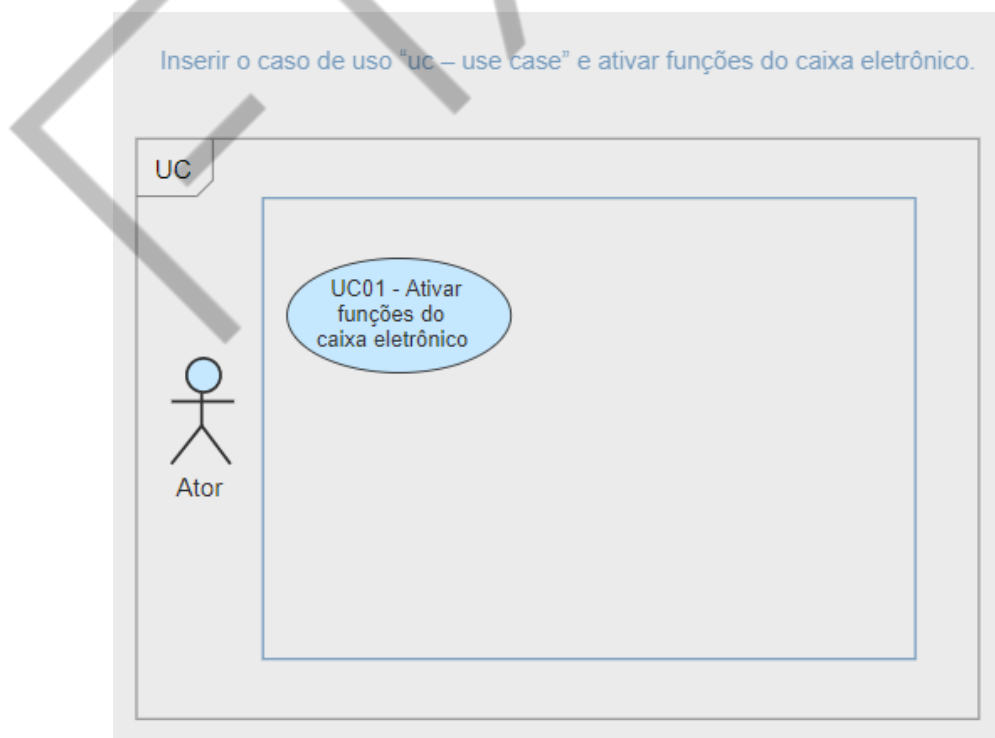 Inserir o caso de uso “uc – use case” e ativar funções do caixa eletrônico.
UC
UC01 - Ativar
funções do
caixa eletrônico
Ator